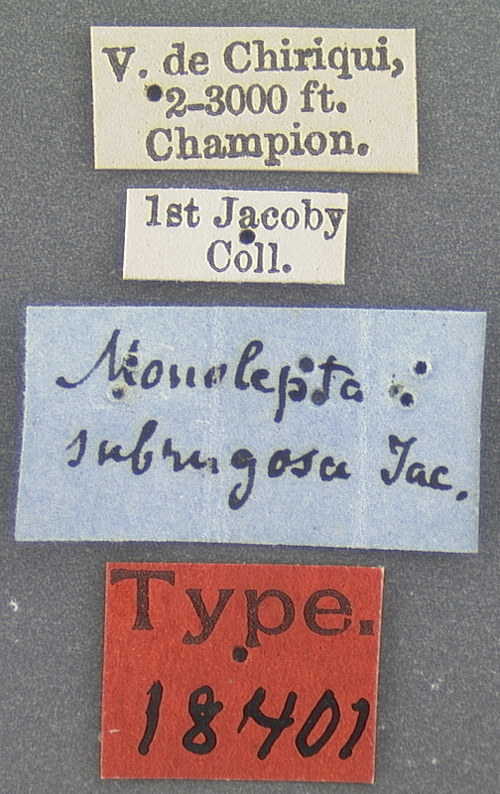 V. de Chiriqui,
2-3000 ft.
Champion.
1st Jacoby
Coll.
Monolepta
subrugosa Jac.
Type.
18401